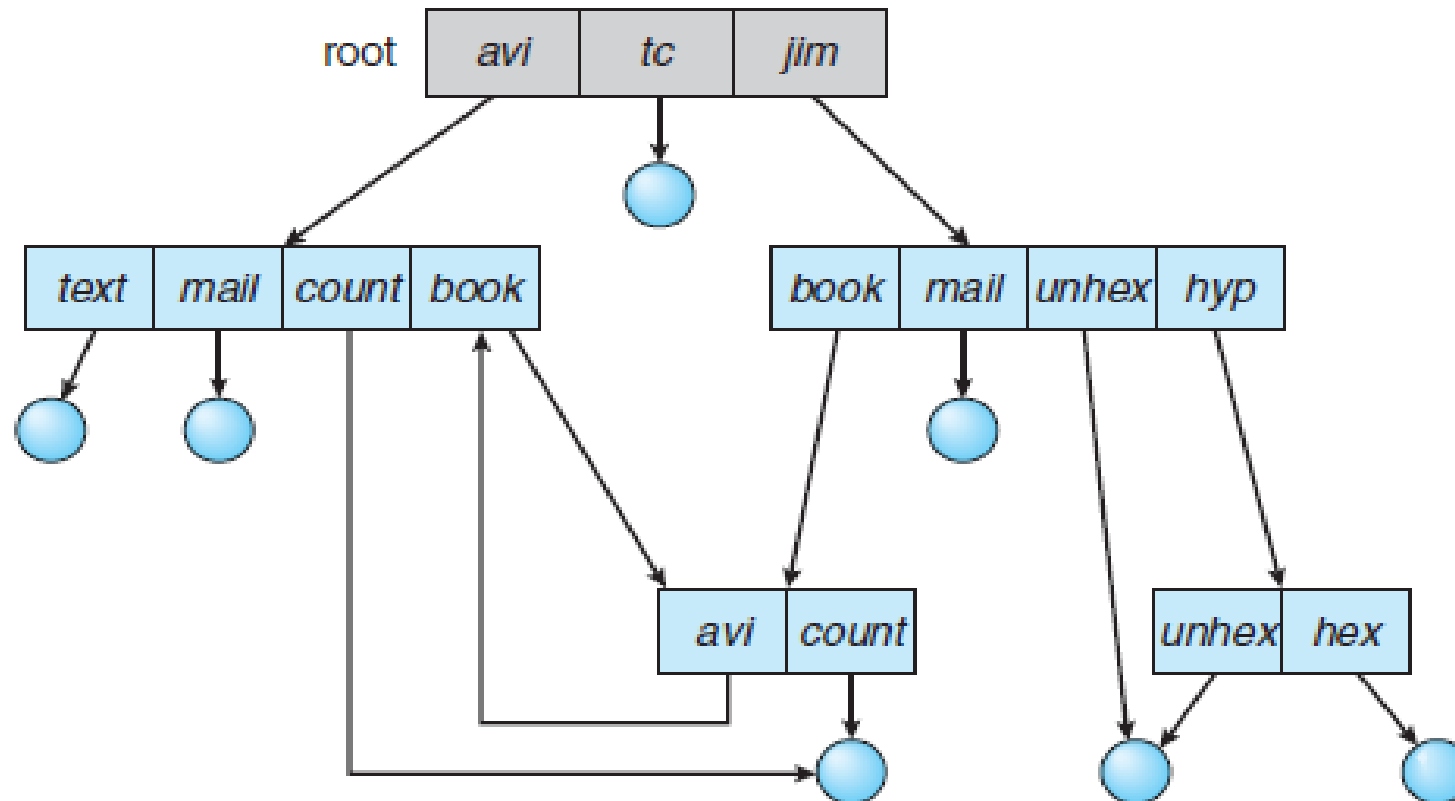 root avi tc jim
text mail count book
book mail unhex hyp
avi count
unhex hex